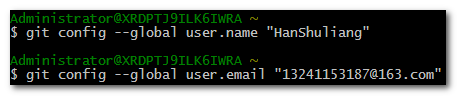 Administrator@XRDPTJ9ILK6IWRA ~
$ git config --global user.name "HanShuliang"
Administrator@XRDPTJ9ILK6IWRA ~
$ git config --global user.email "13241153187@163.com"